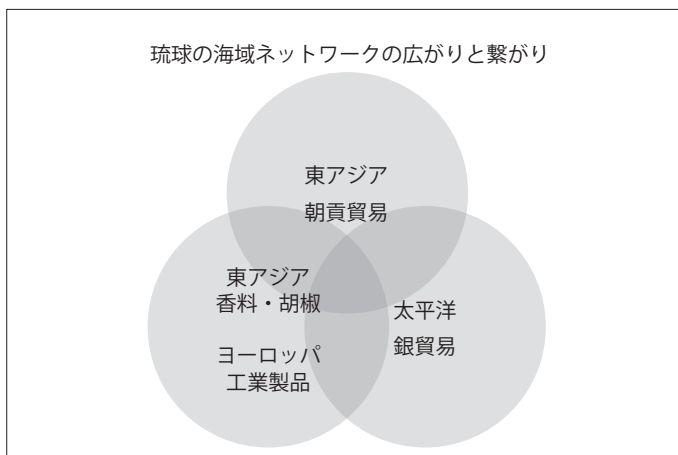 琉球の海域ネットワークの広がりと繋がり
東アジア
朝貢貿易
東アジア
香料・胡椒
ヨーロッパ
工業製品
太平洋
銀貿易